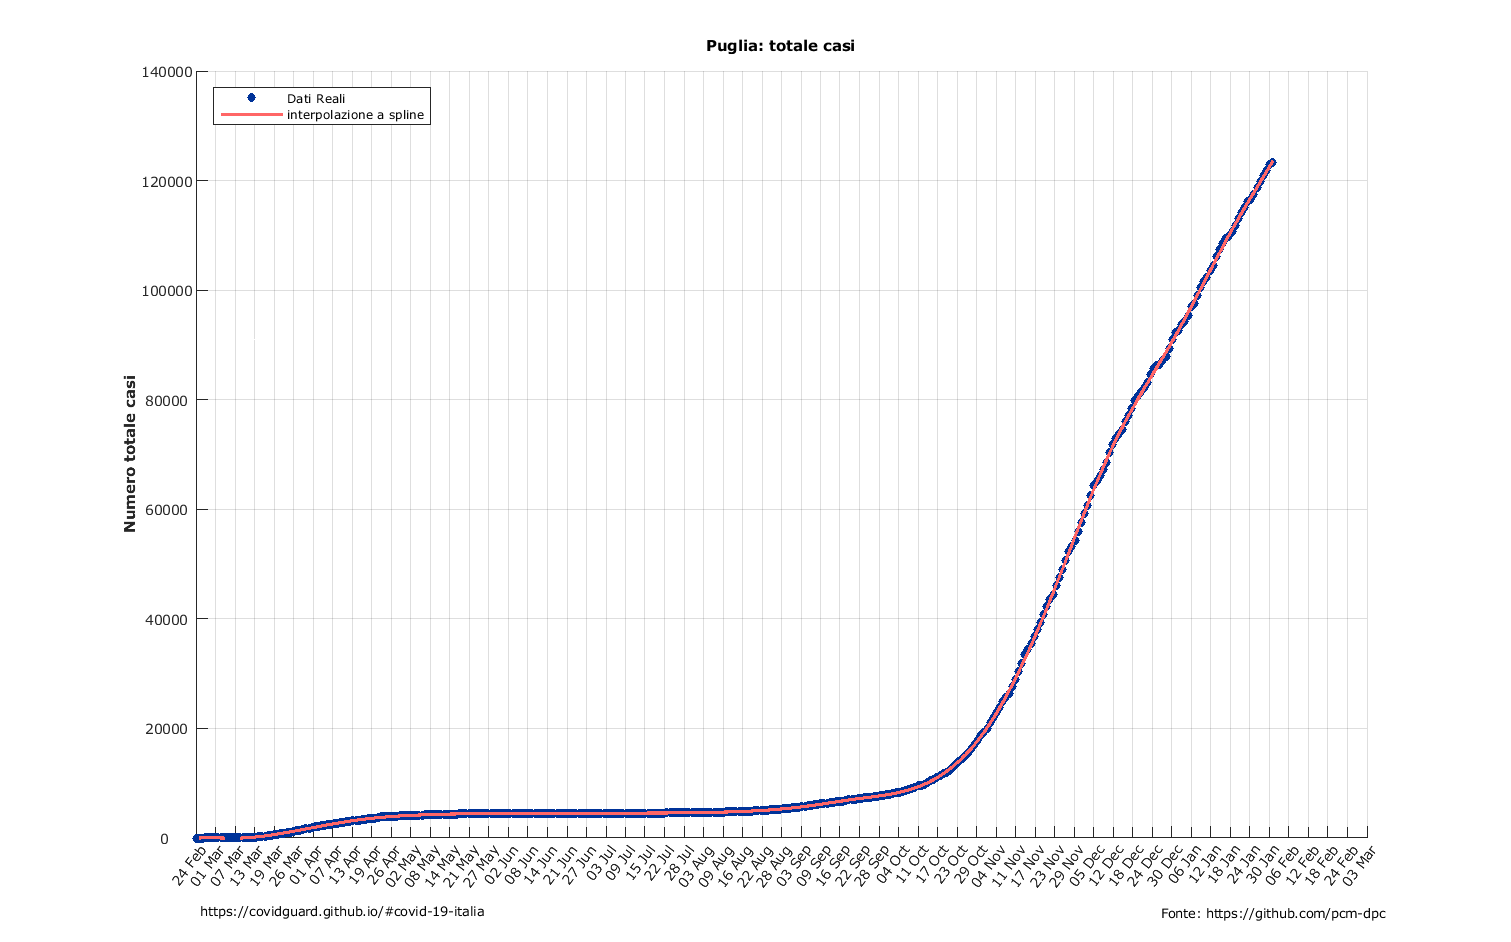 Puglia: totale casi
Dati Reali
interpolazione a spline
Numero totale casi
140000
120000
100000
80000
60000
40000
20000
0
24 Feb
01 Mar
07 Mar
13 Mar
19 Mar
26 Mar
01 Apr
07 Apr
13 Apr
19 Apr
26 Apr
02 May
08 May
14 May
21 May
27 May
02 Jun
08 Jun
14 Jun
21 Jun
27 Jun
03 Jul
09 Jul
15 Jul
22 Jul
28 Jul
03 Aug
09 Aug
16 Aug
22 Aug
28 Aug
03 Sep
09 Sep
16 Sep
22 Sep
28 Sep
04 Oct
11 Oct
17 Oct
23 Oct
29 Oct
04 Nov
11 Nov
17 Nov
23 Nov
29 Nov
05 Dec
12 Dec
18 Dec
24 Dec
30 Dec
06 Jan
12 Jan
18 Jan
24 Jan
30 Jan
06 Feb
12 Feb
18 Feb
24 Feb
03 Mar
https://covidguard.github.io/#covid-19-italia
Fonte: https://github.com/pcm-dpc